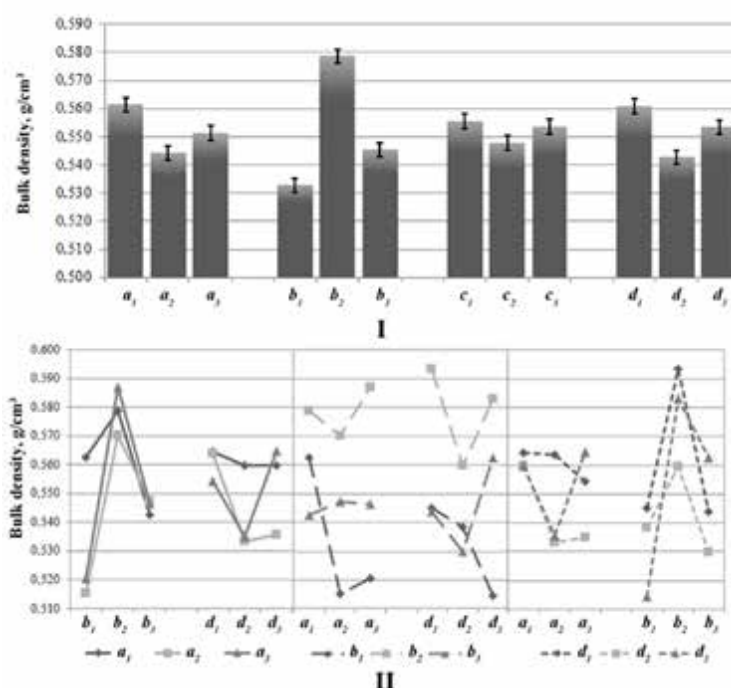 0.590
0.580
0.570
0.560
0.550
0.540
0.530
0.520
0.510
0.500
Bulk density, g/cm³
a₁ a₂ a₃ b₁ b₂ b₃ c₁ c₂ c₃ d₁ d₂ d₃
I
0.600
0.590
0.580
0.570
0.560
0.550
0.540
0.530
0.520
0.510
Bulk density, g/cm³
b₁ b₂ b₃ d₁ d₂ d₃ a₁ a₂ a₃ d₁ d₂ d₃ a₁ a₂ a₃ b₁ b₂ b₃
a₁ a₂ a₃ b₁ b₂ b₃ d₁ d₂ d₃
II